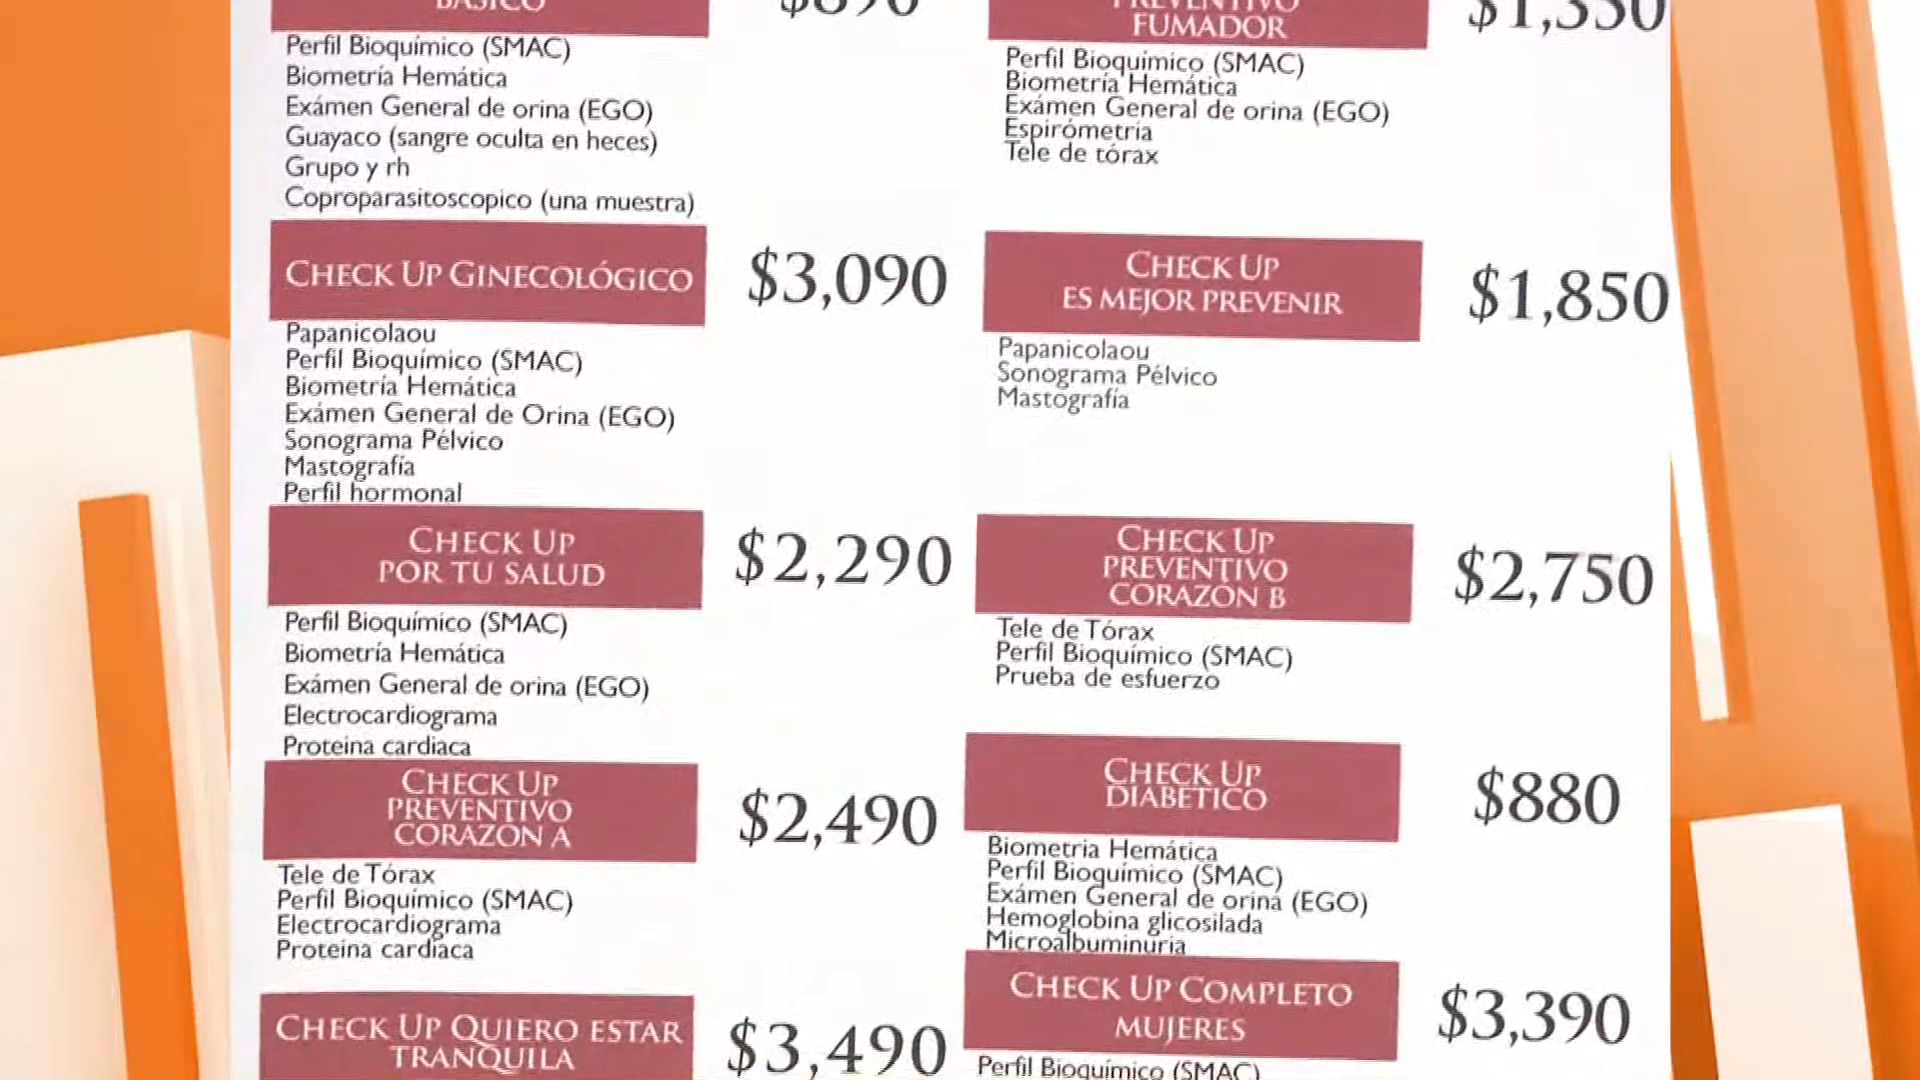 BÁSICO
$890
Perfil Bioquímico (SMAC)
Biometría Hemática
Exámen General de orina (EGO)
Guayaco (sangre oculta en heces)
Grupo y rh
Coproparasitoscopico (una muestra)
CHECK UP GINECOLÓGICO
$3,090
Papanicolaou
Perfil Bioquímico (SMAC)
Biometría Hemática
Exámen General de Orina (EGO)
Sonograma Pélvico
Mastografía
Perfil hormonal
CHECK UP
POR TU SALUD
$2,290
Perfil Bioquímico (SMAC)
Biometría Hemática
Exámen General de orina (EGO)
Electrocardiograma
Proteina cardiaca
CHECK UP
PREVENTIVO
CORAZON A
$2,490
Tele de Tórax
Perfil Bioquímico (SMAC)
Electrocardiograma
Proteina cardiaca
CHECK UP QUIERO ESTAR
TRANQUILA
$3,490
PREVENTIVO
FUMADOR
$1,350
Perfil Bioquímico (SMAC)
Biometría Hemática
Exámen General de orina (EGO)
Espirómetría
Tele de tórax
CHECK UP
ES MEJOR PREVENIR
$1,850
Papanicolaou
Sonograma Pélvico
Mastografía
CHECK UP
PREVENTIVO
CORAZON B
$2,750
Tele de Tórax
Perfil Bioquímico (SMAC)
Prueba de esfuerzo
CHECK UP
DIABÉTICO
$880
Biometria Hemática
Perfil Bioquímico (SMAC)
Exámen General de orina (EGO)
Hemoglobina glicosilada
Microalbuminuria
CHECK UP COMPLETO
MUJERES
$3,390
Perfil Bioquímico (SMAC)